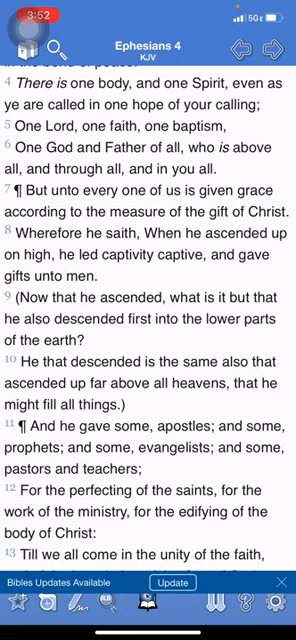 3:52
5GE
Ephesians 4
KJV
4 There is one body, and one Spirit, even as
ye are called in one hope of your calling;
5 One Lord, one faith, one baptism,
6 One God and Father of all, who is above
all, and through all, and in you all.
7 ¶ But unto every one of us is given grace
according to the measure of the gift of Christ.
8 Wherefore he saith, When he ascended up
on high, he led captivity captive, and gave
gifts unto men.
9 (Now that he ascended, what is it but that
he also descended first into the lower parts
of the earth?
10 He that descended is the same also that
ascended up far above all heavens, that he
might fill all things.)
11 ¶ And he gave some, apostles; and some,
prophets; and some, evangelists; and some,
pastors and teachers;
12 For the perfecting of the saints, for the
work of the ministry, for the edifying of the
body of Christ:
13 Till we all come in the unity of the faith,
Bibles Updates Available Update